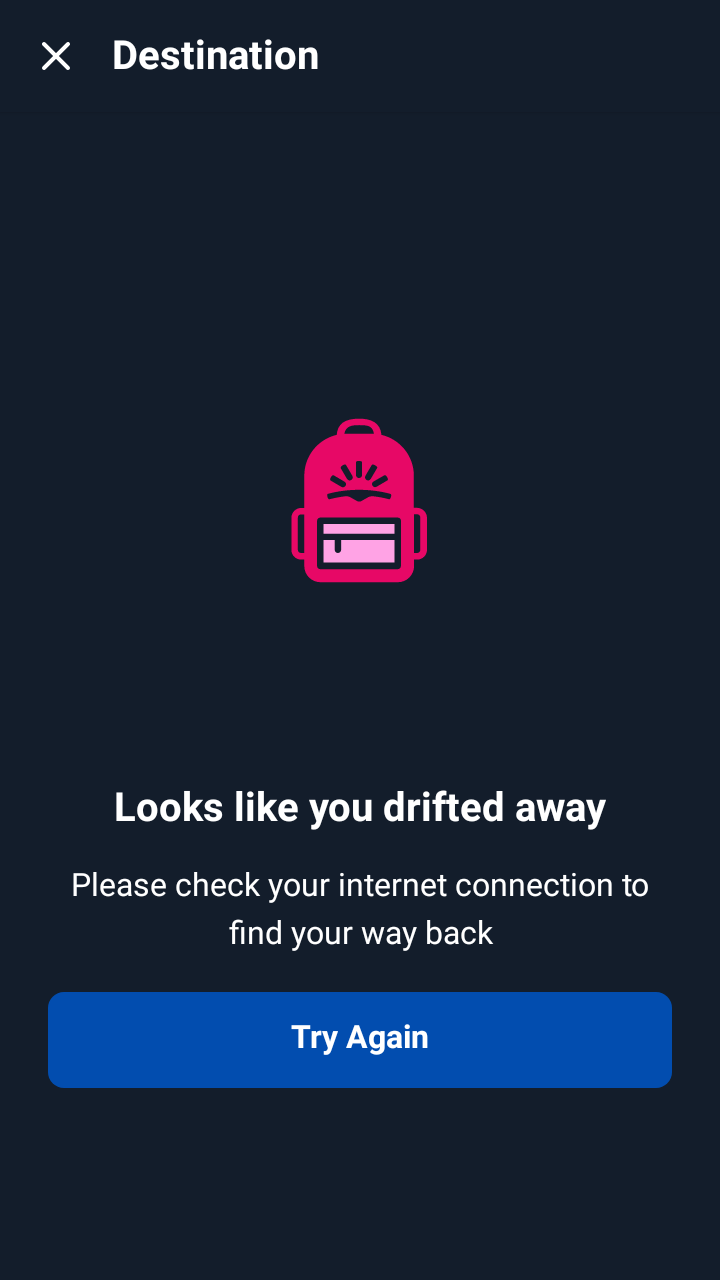 Destination
Looks like you drifted away
Please check your internet connection to
find your way back
Try Again